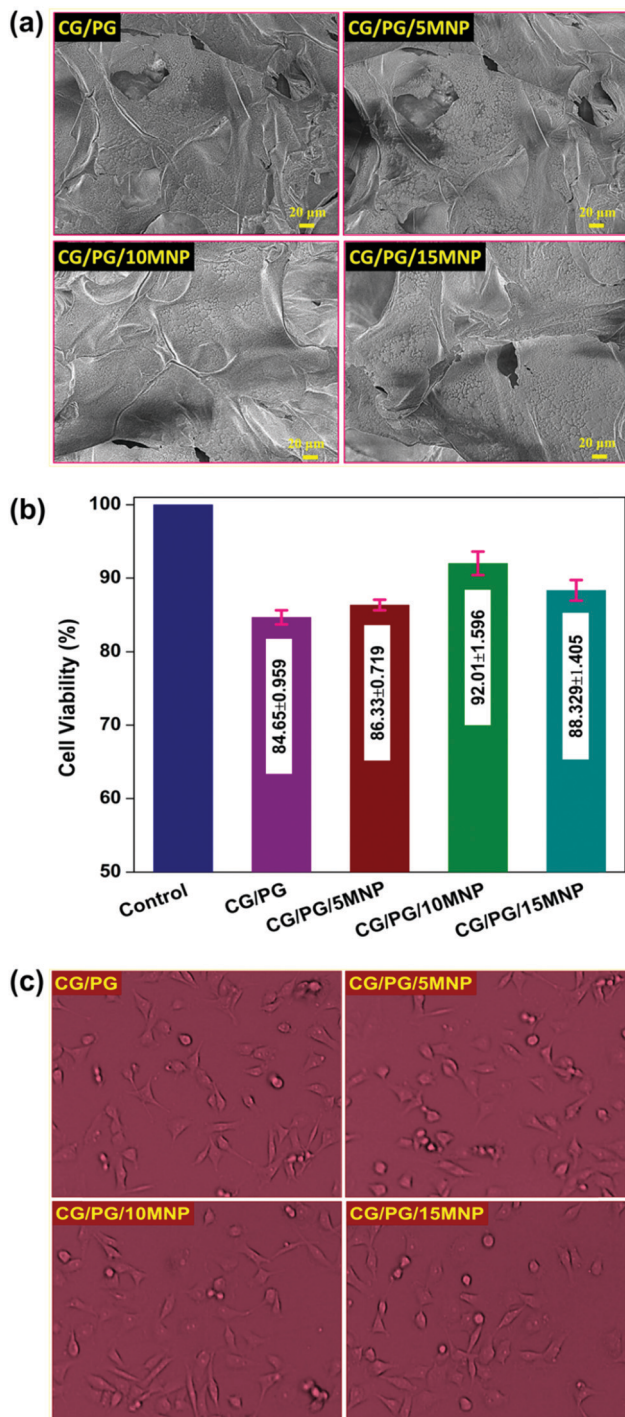 (a)
CG/PG
CG/PG/5MNP
20 µm
20 µm
CG/PG/10MNP
CG/PG/15MNP
20 µm
20 µm
(b)
100
90
80
70
60
50
Cell Viability (%)
84.65±0.959
86.33±0.719
92.01±1.596
88.329±1.405
Control
CG/PG
CG/PG/5MNP
CG/PG/10MNP
CG/PG/15MNP
(c)
CG/PG
CG/PG/5MNP
CG/PG/10MNP
CG/PG/15MNP